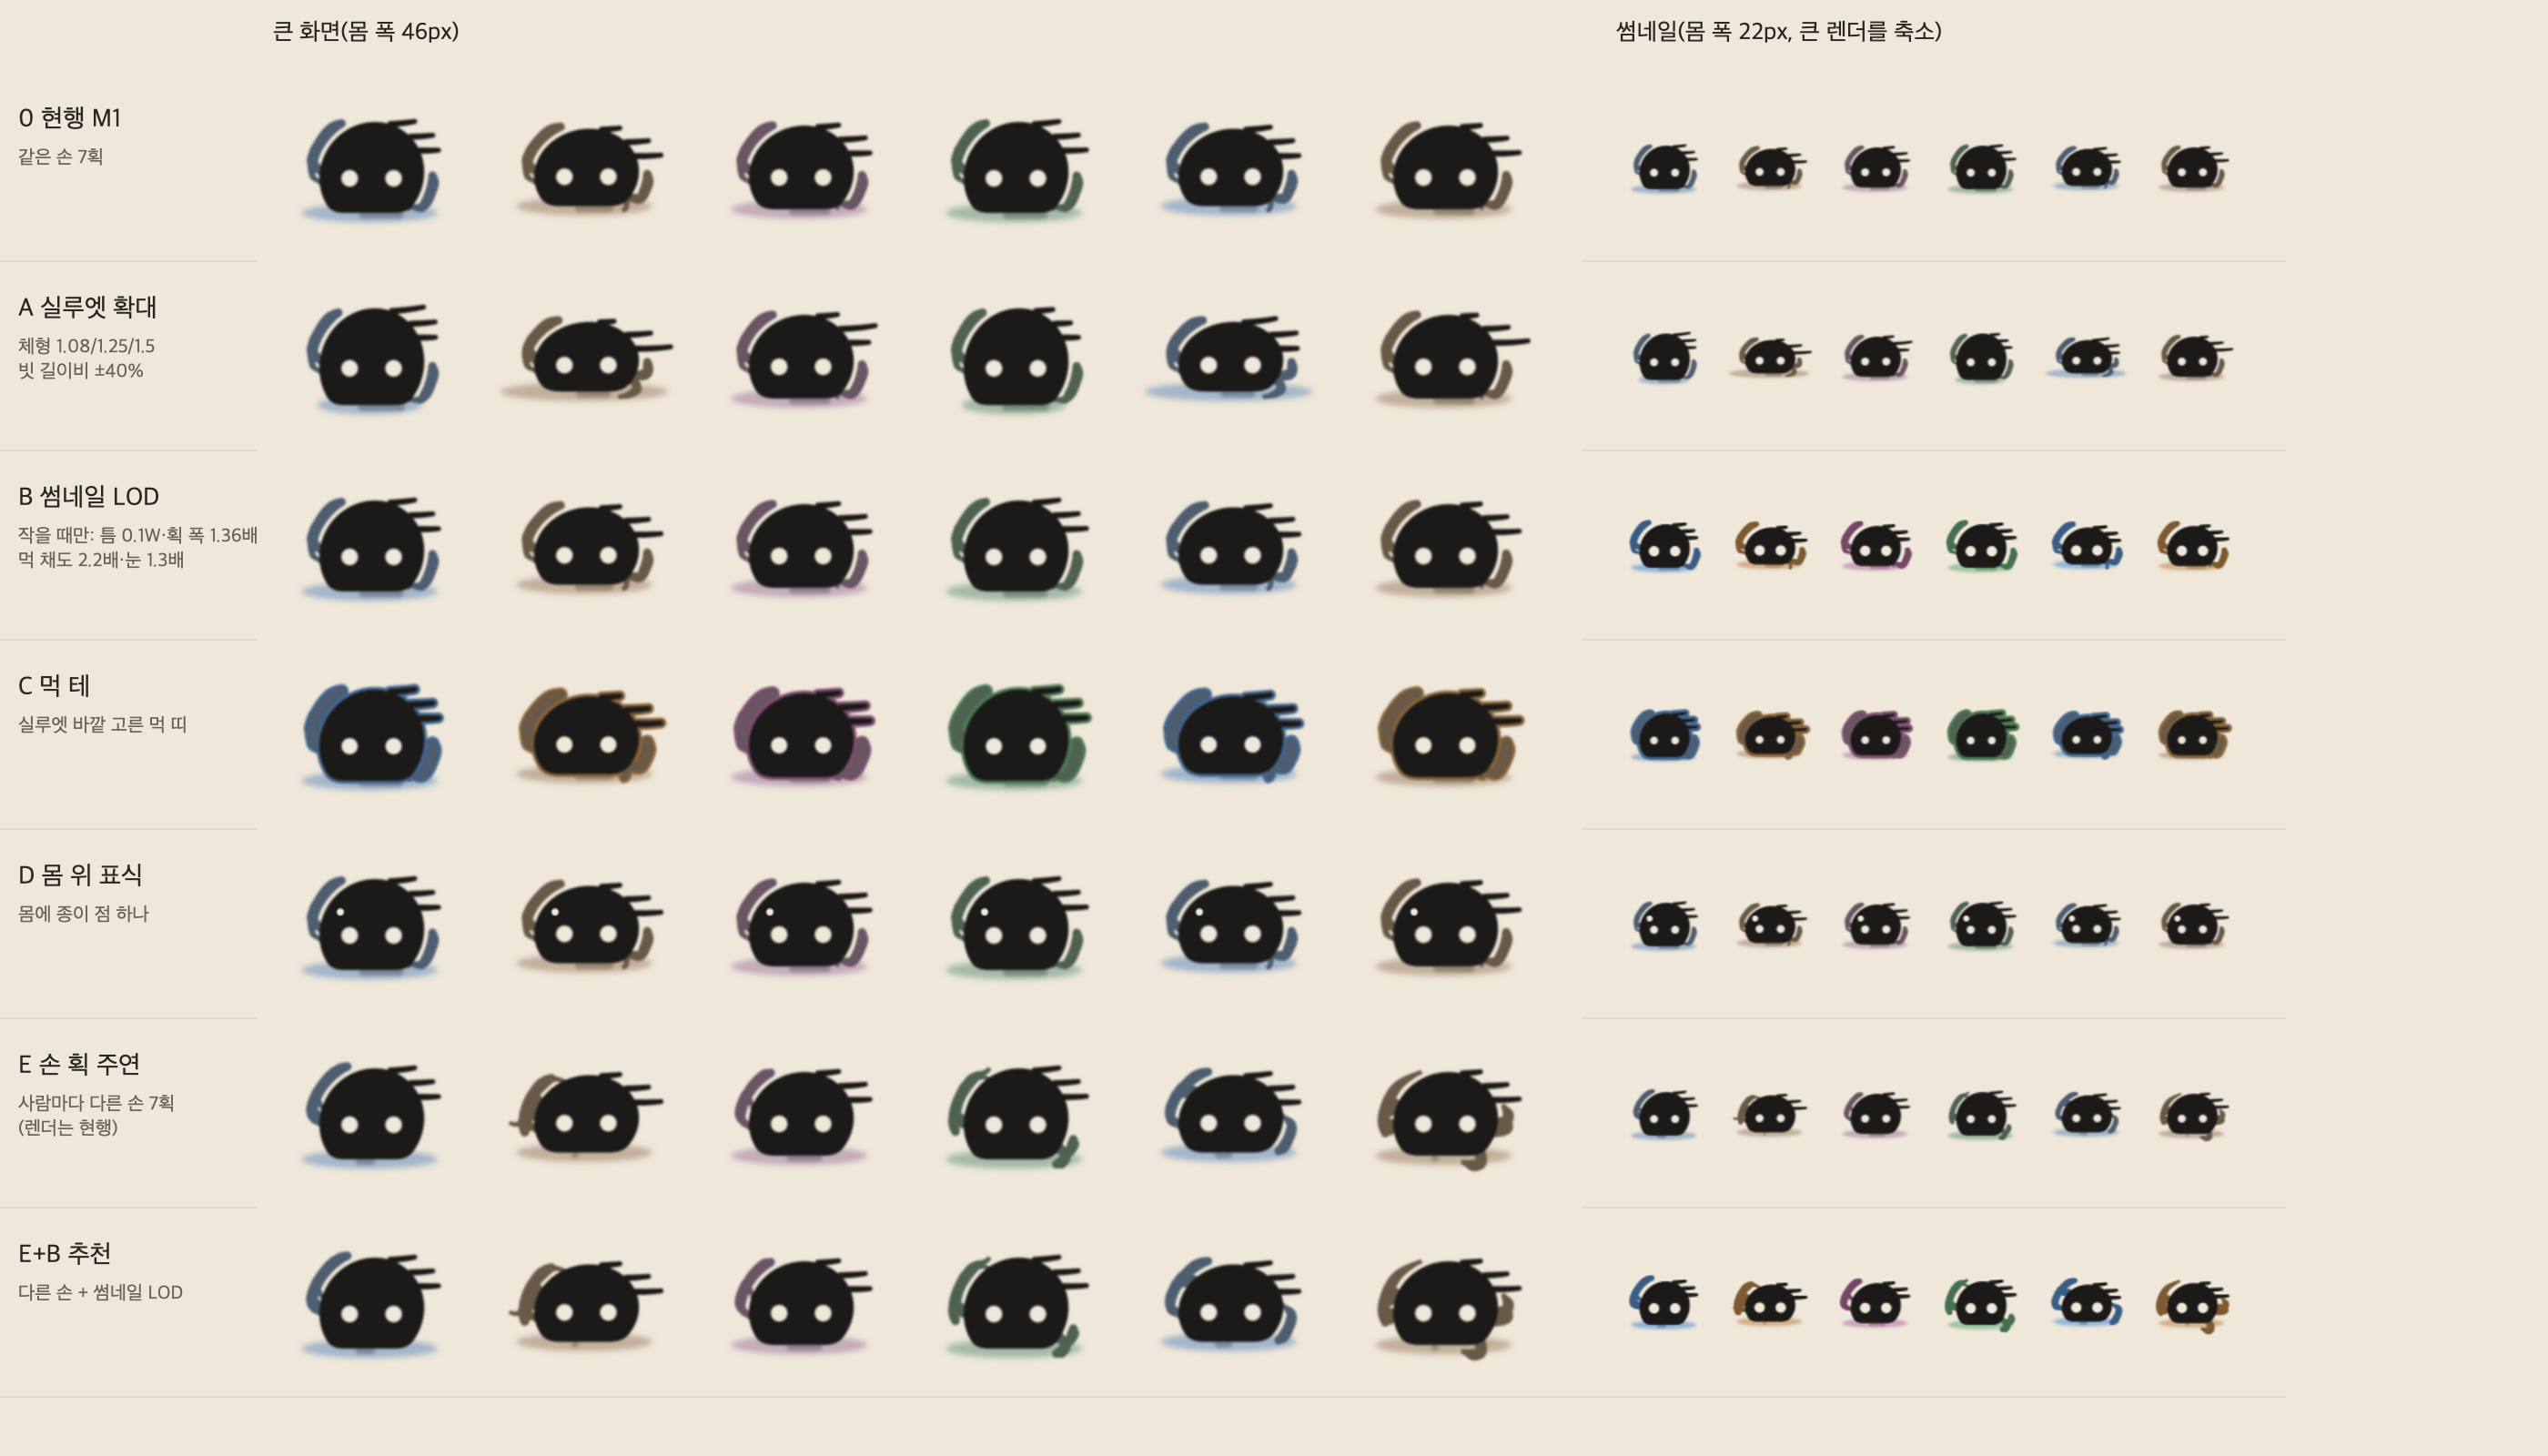 큰 화면(몸 폭 46px)
썸네일(몸 폭 22px, 큰 렌더를 축소)
0 현행 M1
같은 손 7획
A 실루엣 확대
체형 1.08/1.25/1.5
빗 길이비 ±40%
B 썸네일 LOD
작을 때만: 틈 0.1W·획 폭 1.36배
먹 채도 2.2배·눈 1.3배
C 먹 테
실루엣 바깥 고른 먹 띠
D 몸 위 표식
몸에 종이 점 하나
E 손 획 주연
사람마다 다른 손 7획
(렌더는 현행)
E+B 추천
다른 손 + 썸네일 LOD